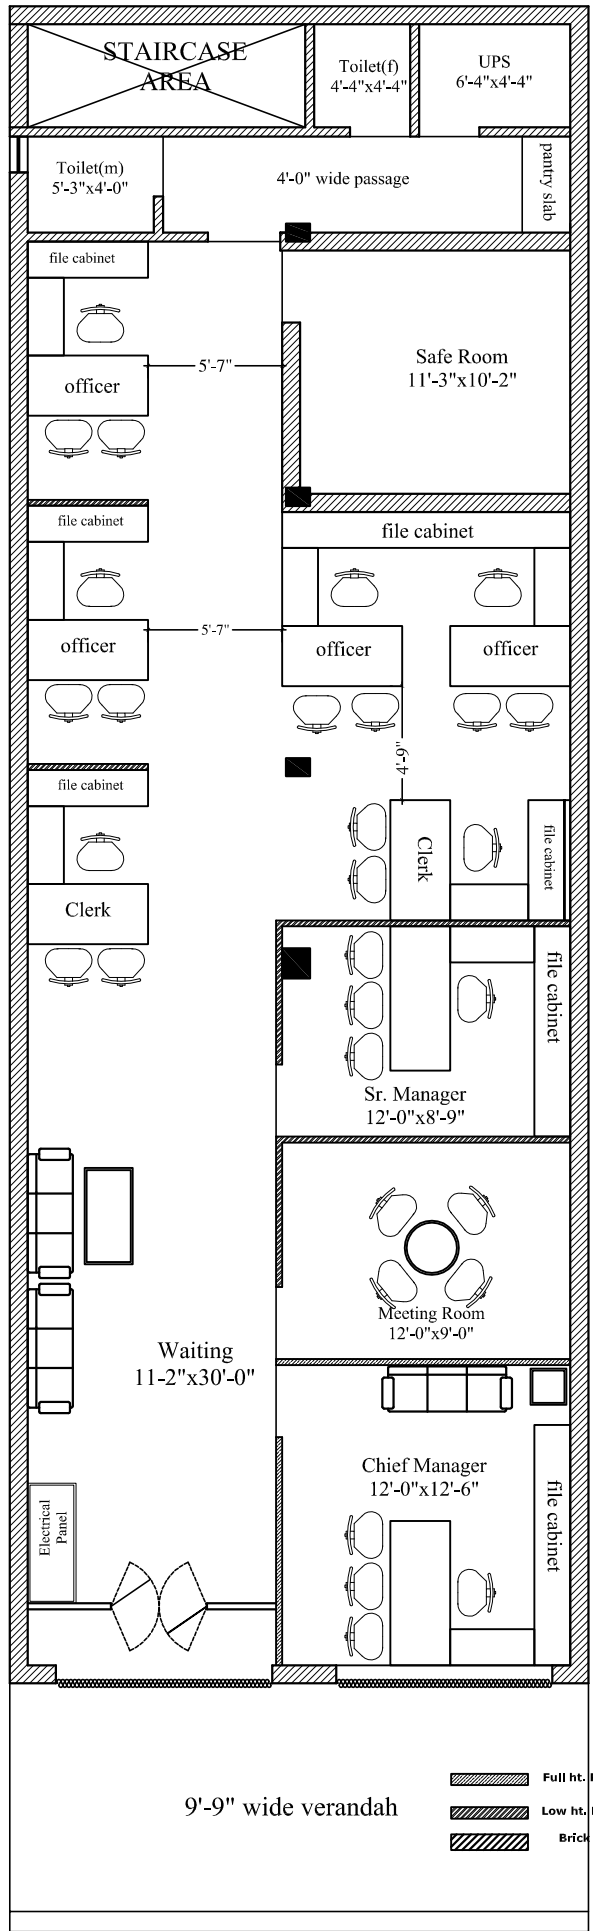 STAIRCASE
AREA
Toilet(f)
4'-4"x4'-4"
UPS
6'-4"x4'-4"
Toilet(m)
5'-3"x4'-0"
4'-0" wide passage
pantry slab
file cabinet
officer
5'-7"
Safe Room
11'-3"x10'-2"
file cabinet
file cabinet
officer
5'-7"
officer
officer
4'-9"
file cabinet
Clerk
Clerk
file cabinet
file cabinet
Sr. Manager
12'-0"x8'-9"
Meeting Room
12'-0"x9'-0"
Waiting
11-2"x30'-0"
Chief Manager
12'-0"x12'-6"
file cabinet
Electrical
Panel
9'-9" wide verandah
Full ht.
Low ht.
Brick